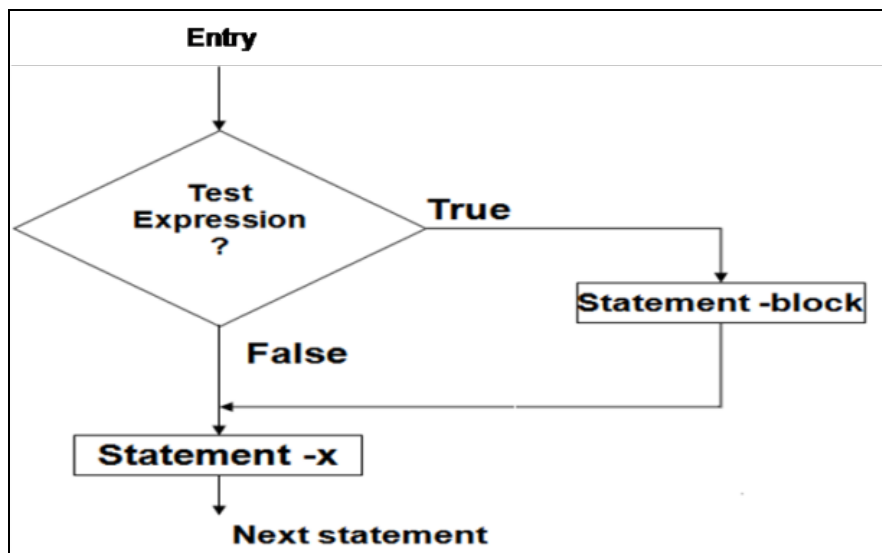 Entry
Test
Expression
?
True
Statement -block
False
Statement -x
Next statement